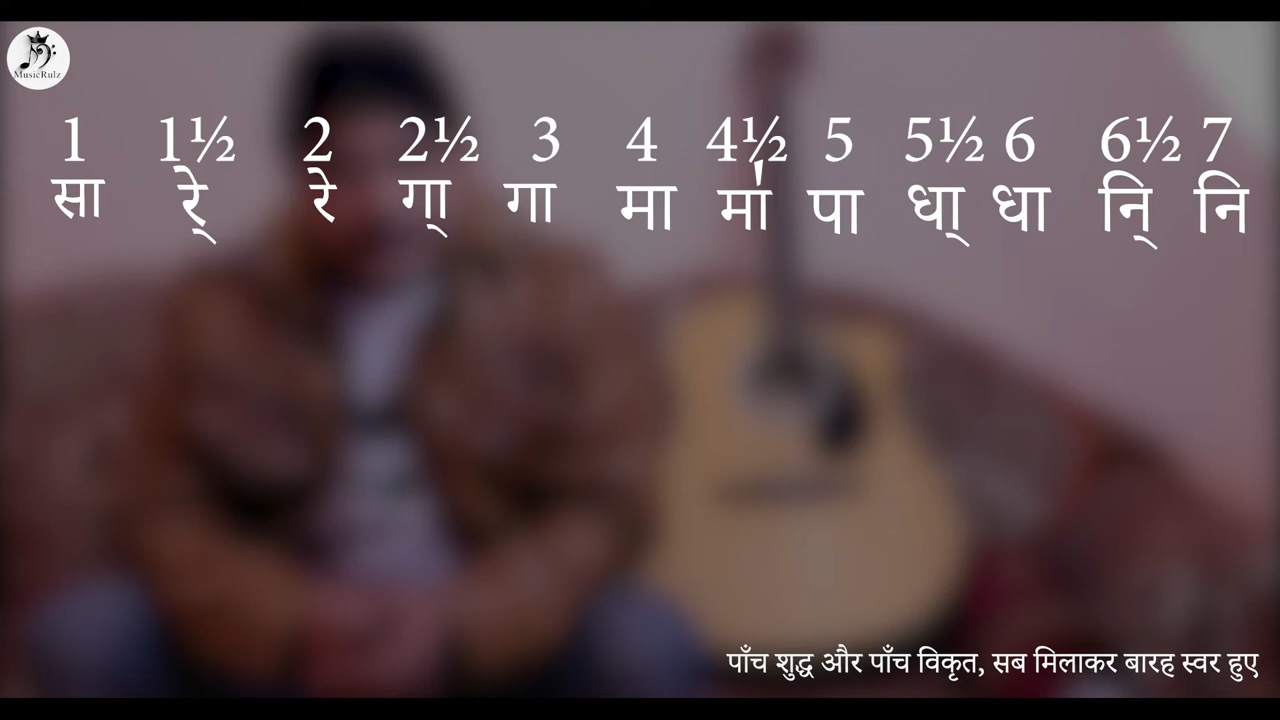 MusicRulz
1 1½ 2 2½ 3 4 4½ 5 5½ 6 6½ 7
सा रे॒ रे गा॒ गा मा मा॑ पा धा॒ धा नि॒ नि
पाँच शुद्ध और पाँच विकृत, सब मिलाकर बारह स्वर हुए